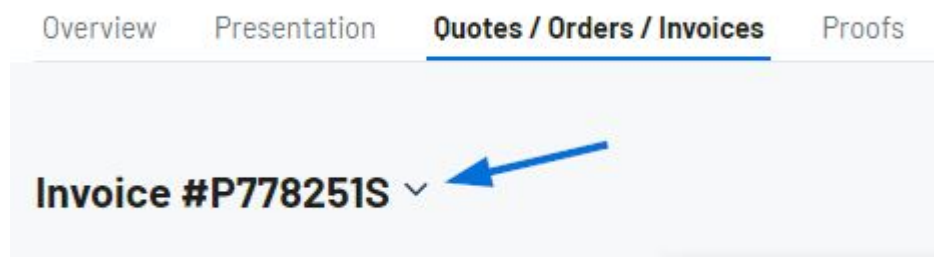 Overview Presentation Quotes / Orders / Invoices Proofs
Invoice #P778251S